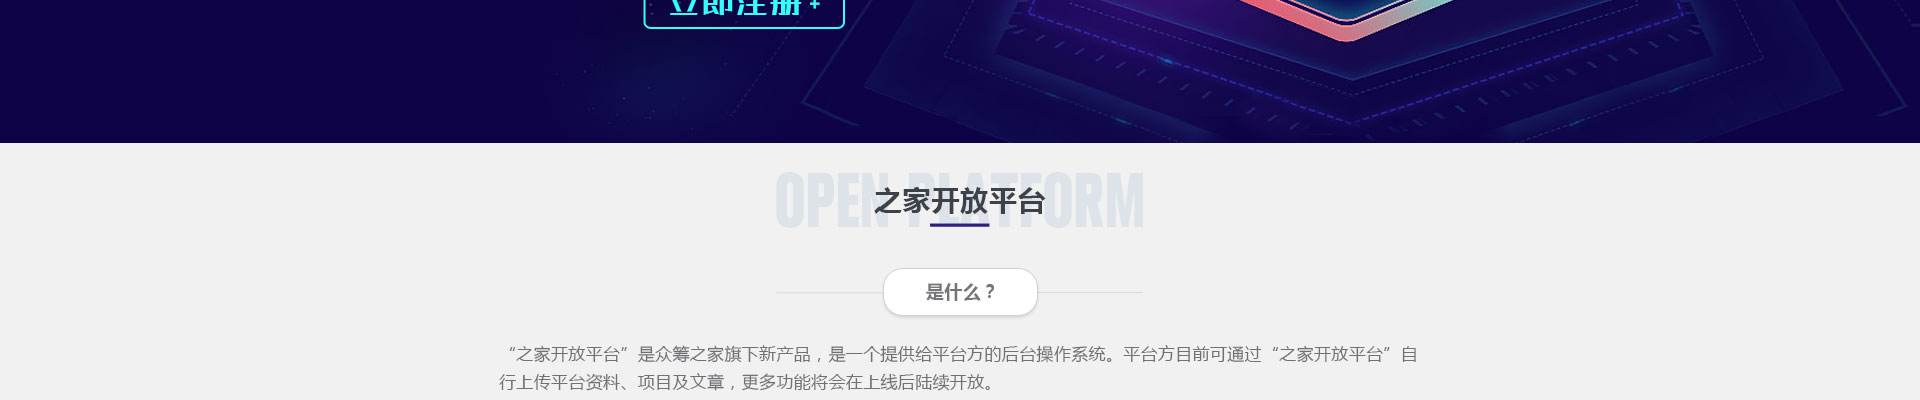 立即注册+
OPEN PLATFORM
之家开放平台
是什么？
“之家开放平台”是众筹之家旗下新产品，是一个提供给平台方的后台操作系统。平台方目前可通过“之家开放平台”自
行上传平台资料、项目及文章，更多功能将会在上线后陆续开放。